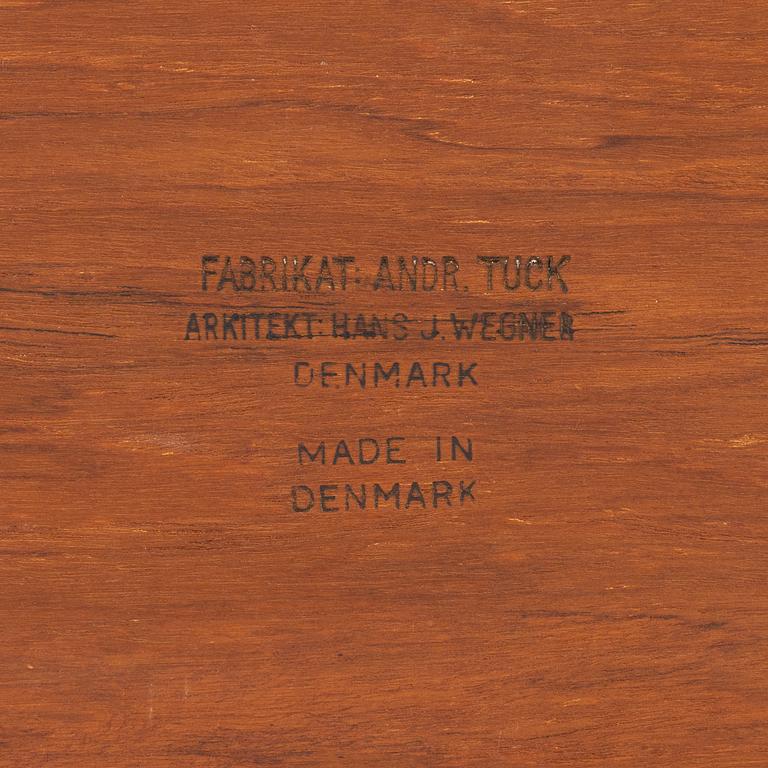 FABRIKAT: ANDR. TUCK
ARKITEKT: HANS J. WEGNER
DENMARK
MADE IN
DENMARK